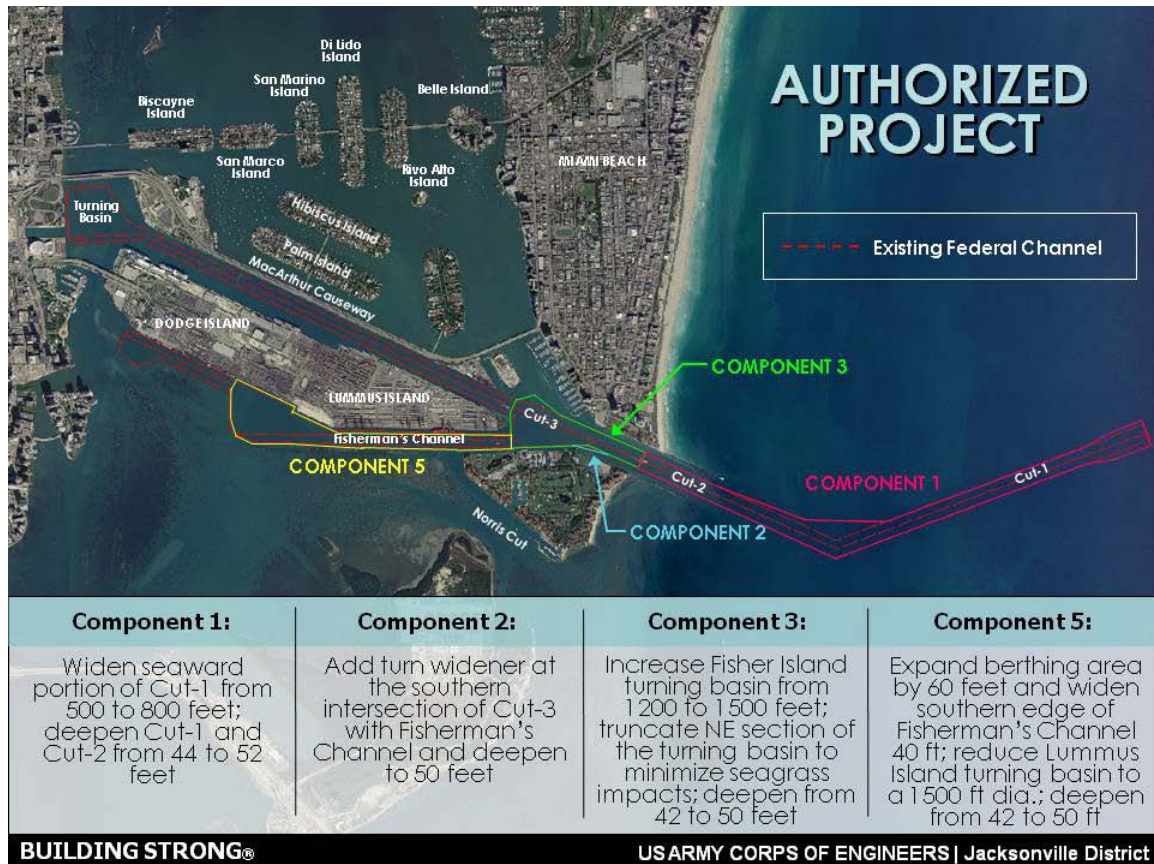 AUTHORIZED
PROJECT
Existing Federal Channel
Di Lido
Island
San Marino
Island
Belle Island
Biscayne
Island
San Marco
Island
Rivo Alto
Island
MIAMI BEACH
Turning
Basin
Hibiscus Island
Palm Island
MacArthur Causeway
DODGE ISLAND
LUMMUS ISLAND
COMPONENT 3
Cut-3
Fisherman's Channel
COMPONENT 5
Cut-2
COMPONENT 1
Cut-1
COMPONENT 2
Norris Cut
Component 1:
Widen seaward
portion of Cut-1 from
500 to 800 feet;
deepen Cut-1 and
Cut-2 from 44 to 52
feet
Component 2:
Add turn widener at
the southern
intersection of Cut-3
with Fisherman's
Channel and deepen
to 50 feet
Component 3:
Increase Fisher Island
turning basin from
1200 to 1500 feet;
truncate NE section of
the turning basin to
minimize seagrass
impacts; deepen from
42 to 50 feet
Component 5:
Expand berthing area
by 60 feet and widen
southern edge of
Fisherman's Channel
40 ft; reduce Lummus
Island turning basin to
a 1500 ft dia.; deepen
from 42 to 50 ft
BUILDING STRONG®
US ARMY CORPS OF ENGINEERS | Jacksonville District